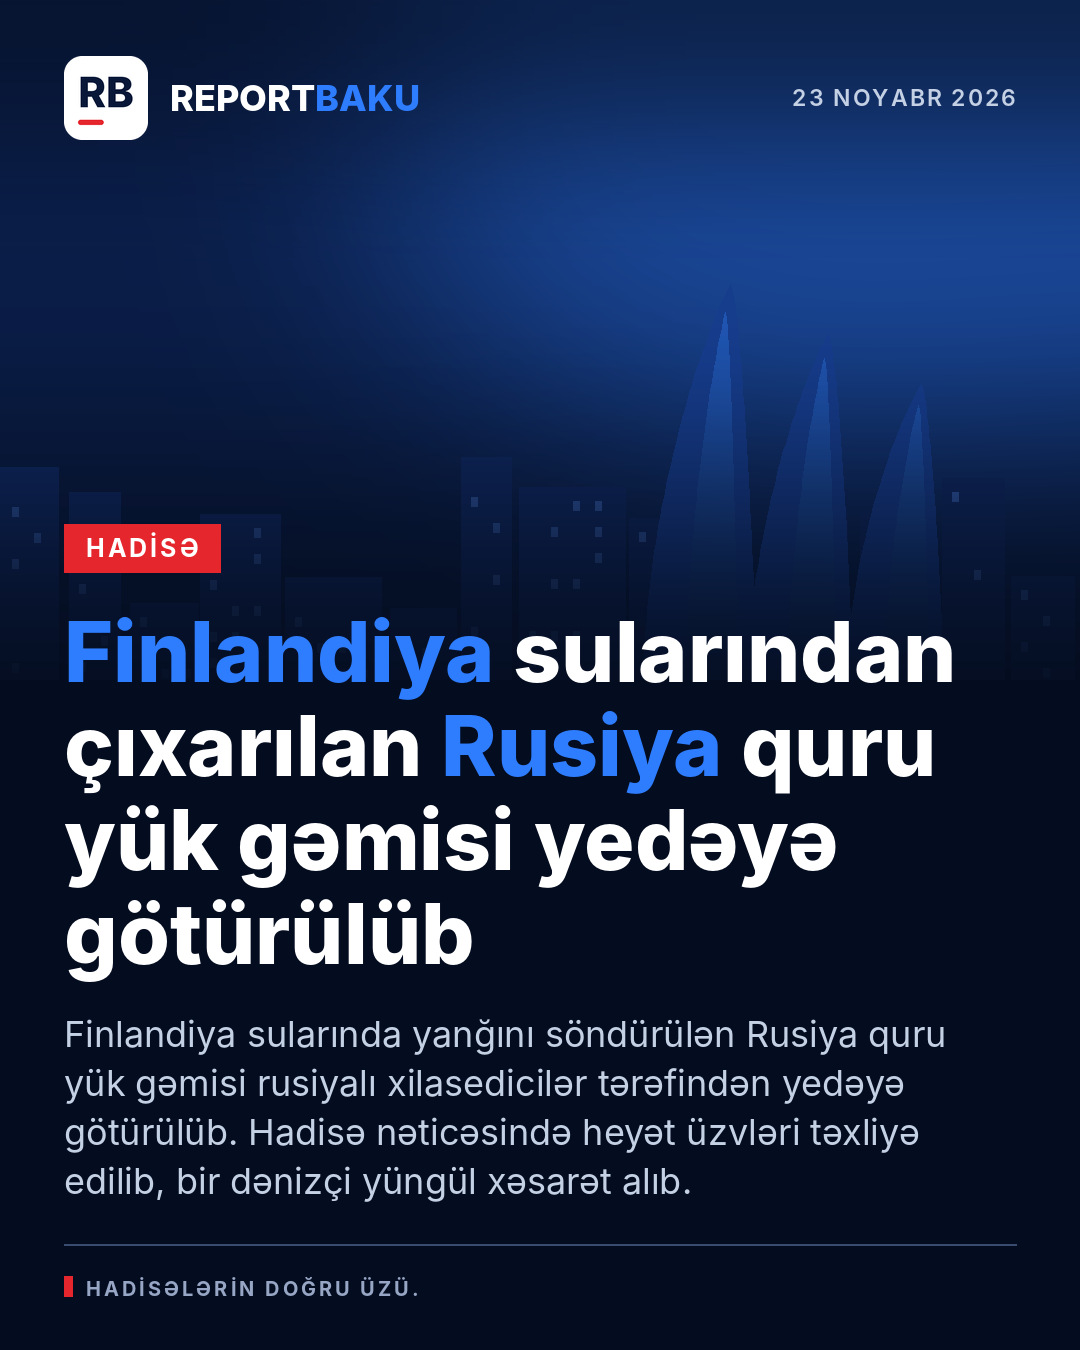 RB
REPORTBAKU
23 NOYABR 2026
HADİSƏ
Finlandiya sularından
çıxarılan Rusiya quru
yük gəmisi yedəyə
götürülüb
Finlandiya sularında yanğını söndürülən Rusiya quru
yük gəmisi rusiyalı xilasedicilər tərəfindən yedəyə
götürülüb. Hadisə nəticəsində heyət üzvləri təxliyə
edilib, bir dənizçi yüngül xəsarət alıb.
HADİSƏLƏRİN DOĞRU ÜZÜ.